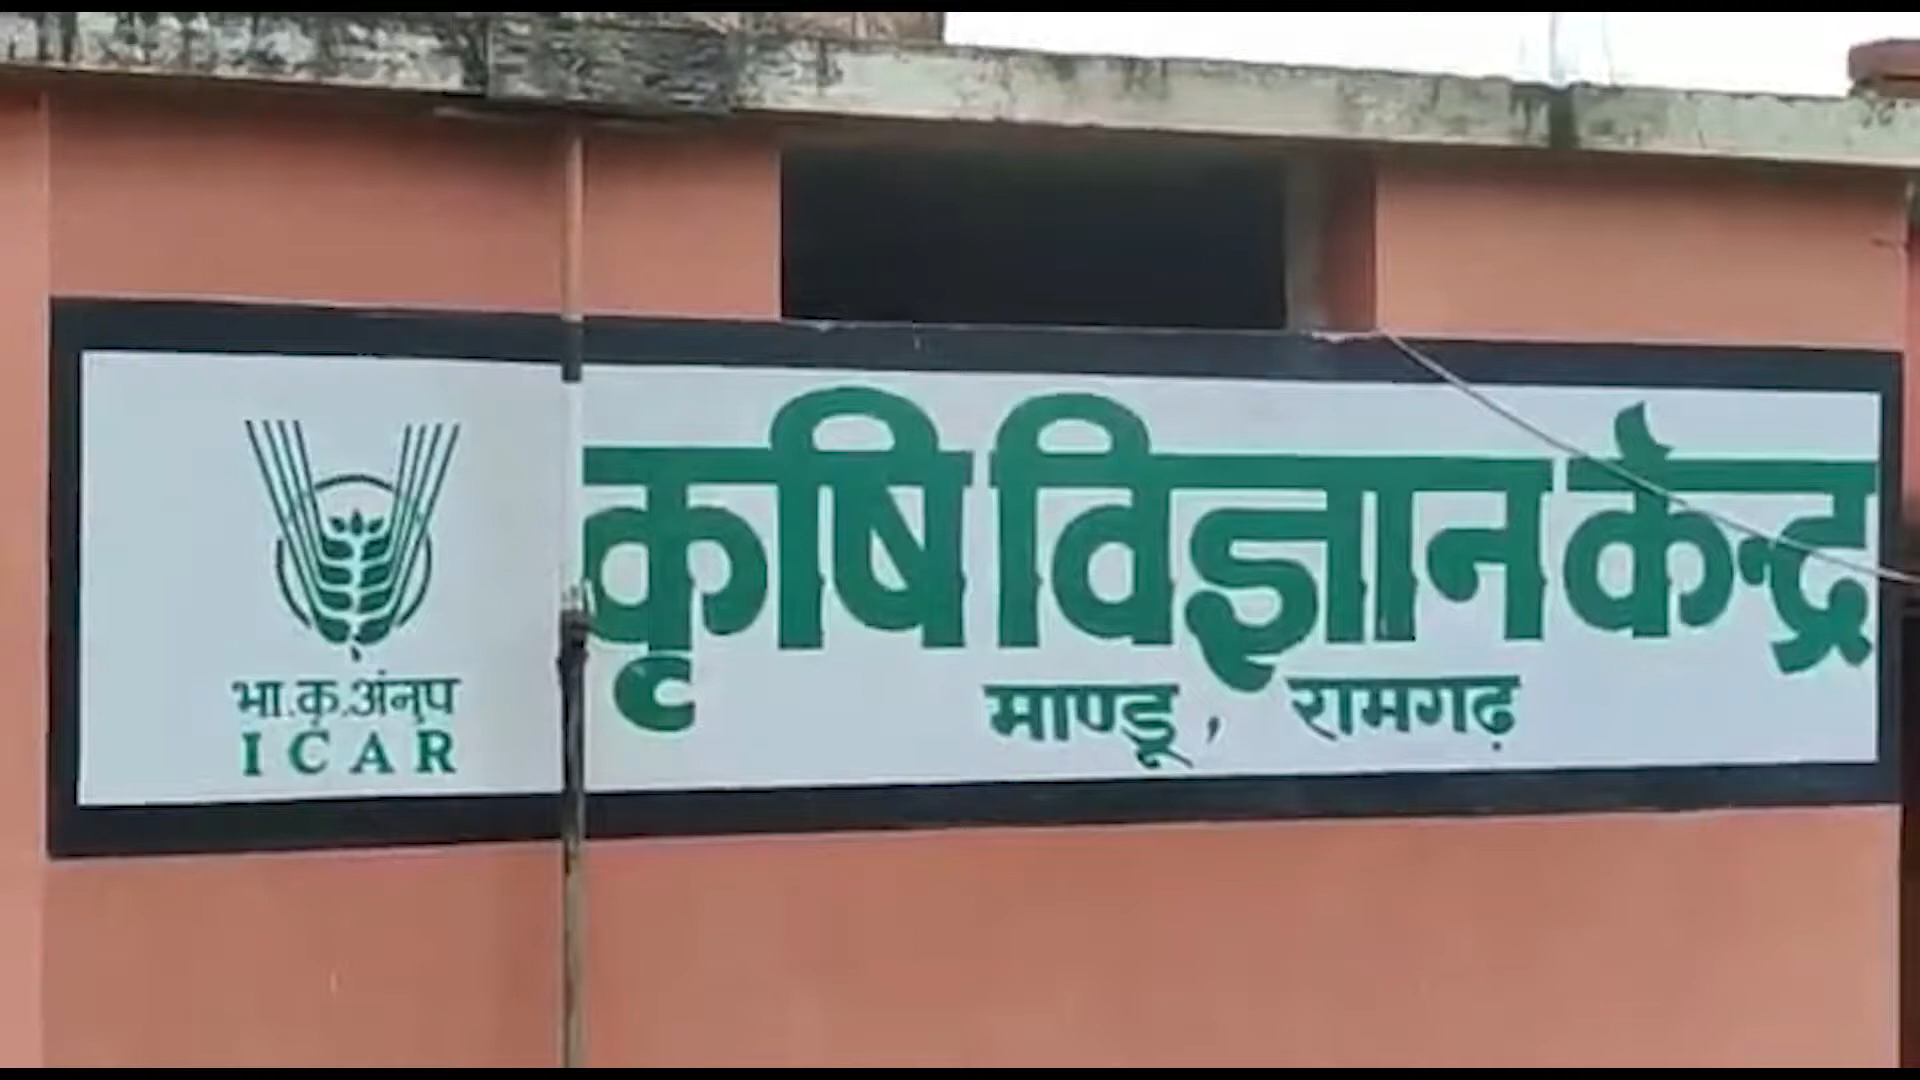 कृषि विज्ञान केन्द्र
माण्डू, रामगढ़
भा.कृ.अनुप
ICAR